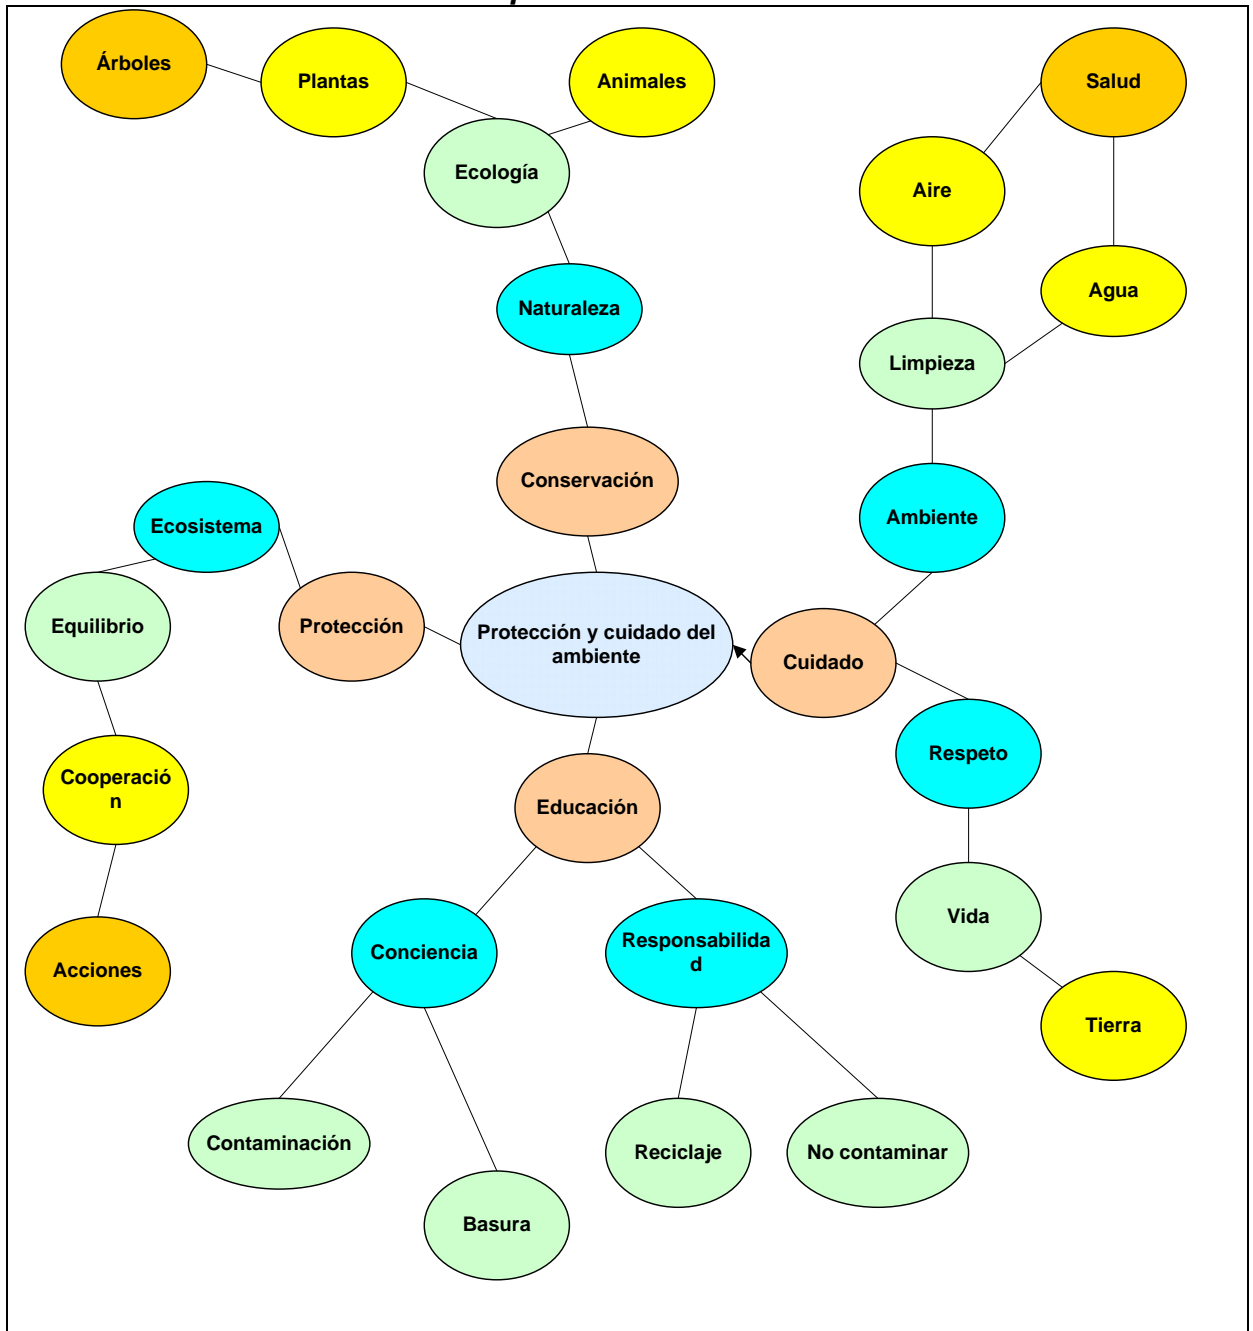 Árboles
Plantas
Animales
Salud
Ecología
Aire
Naturaleza
Agua
Limpieza
Conservación
Ambiente
Ecosistema
Equilibrio
Protección
Protección y cuidado del
ambiente
Cuidado
Respeto
Cooperació
n
Educación
Vida
Conciencia
Responsabilida
d
Acciones
Tierra
Contaminación
Reciclaje
No contaminar
Basura